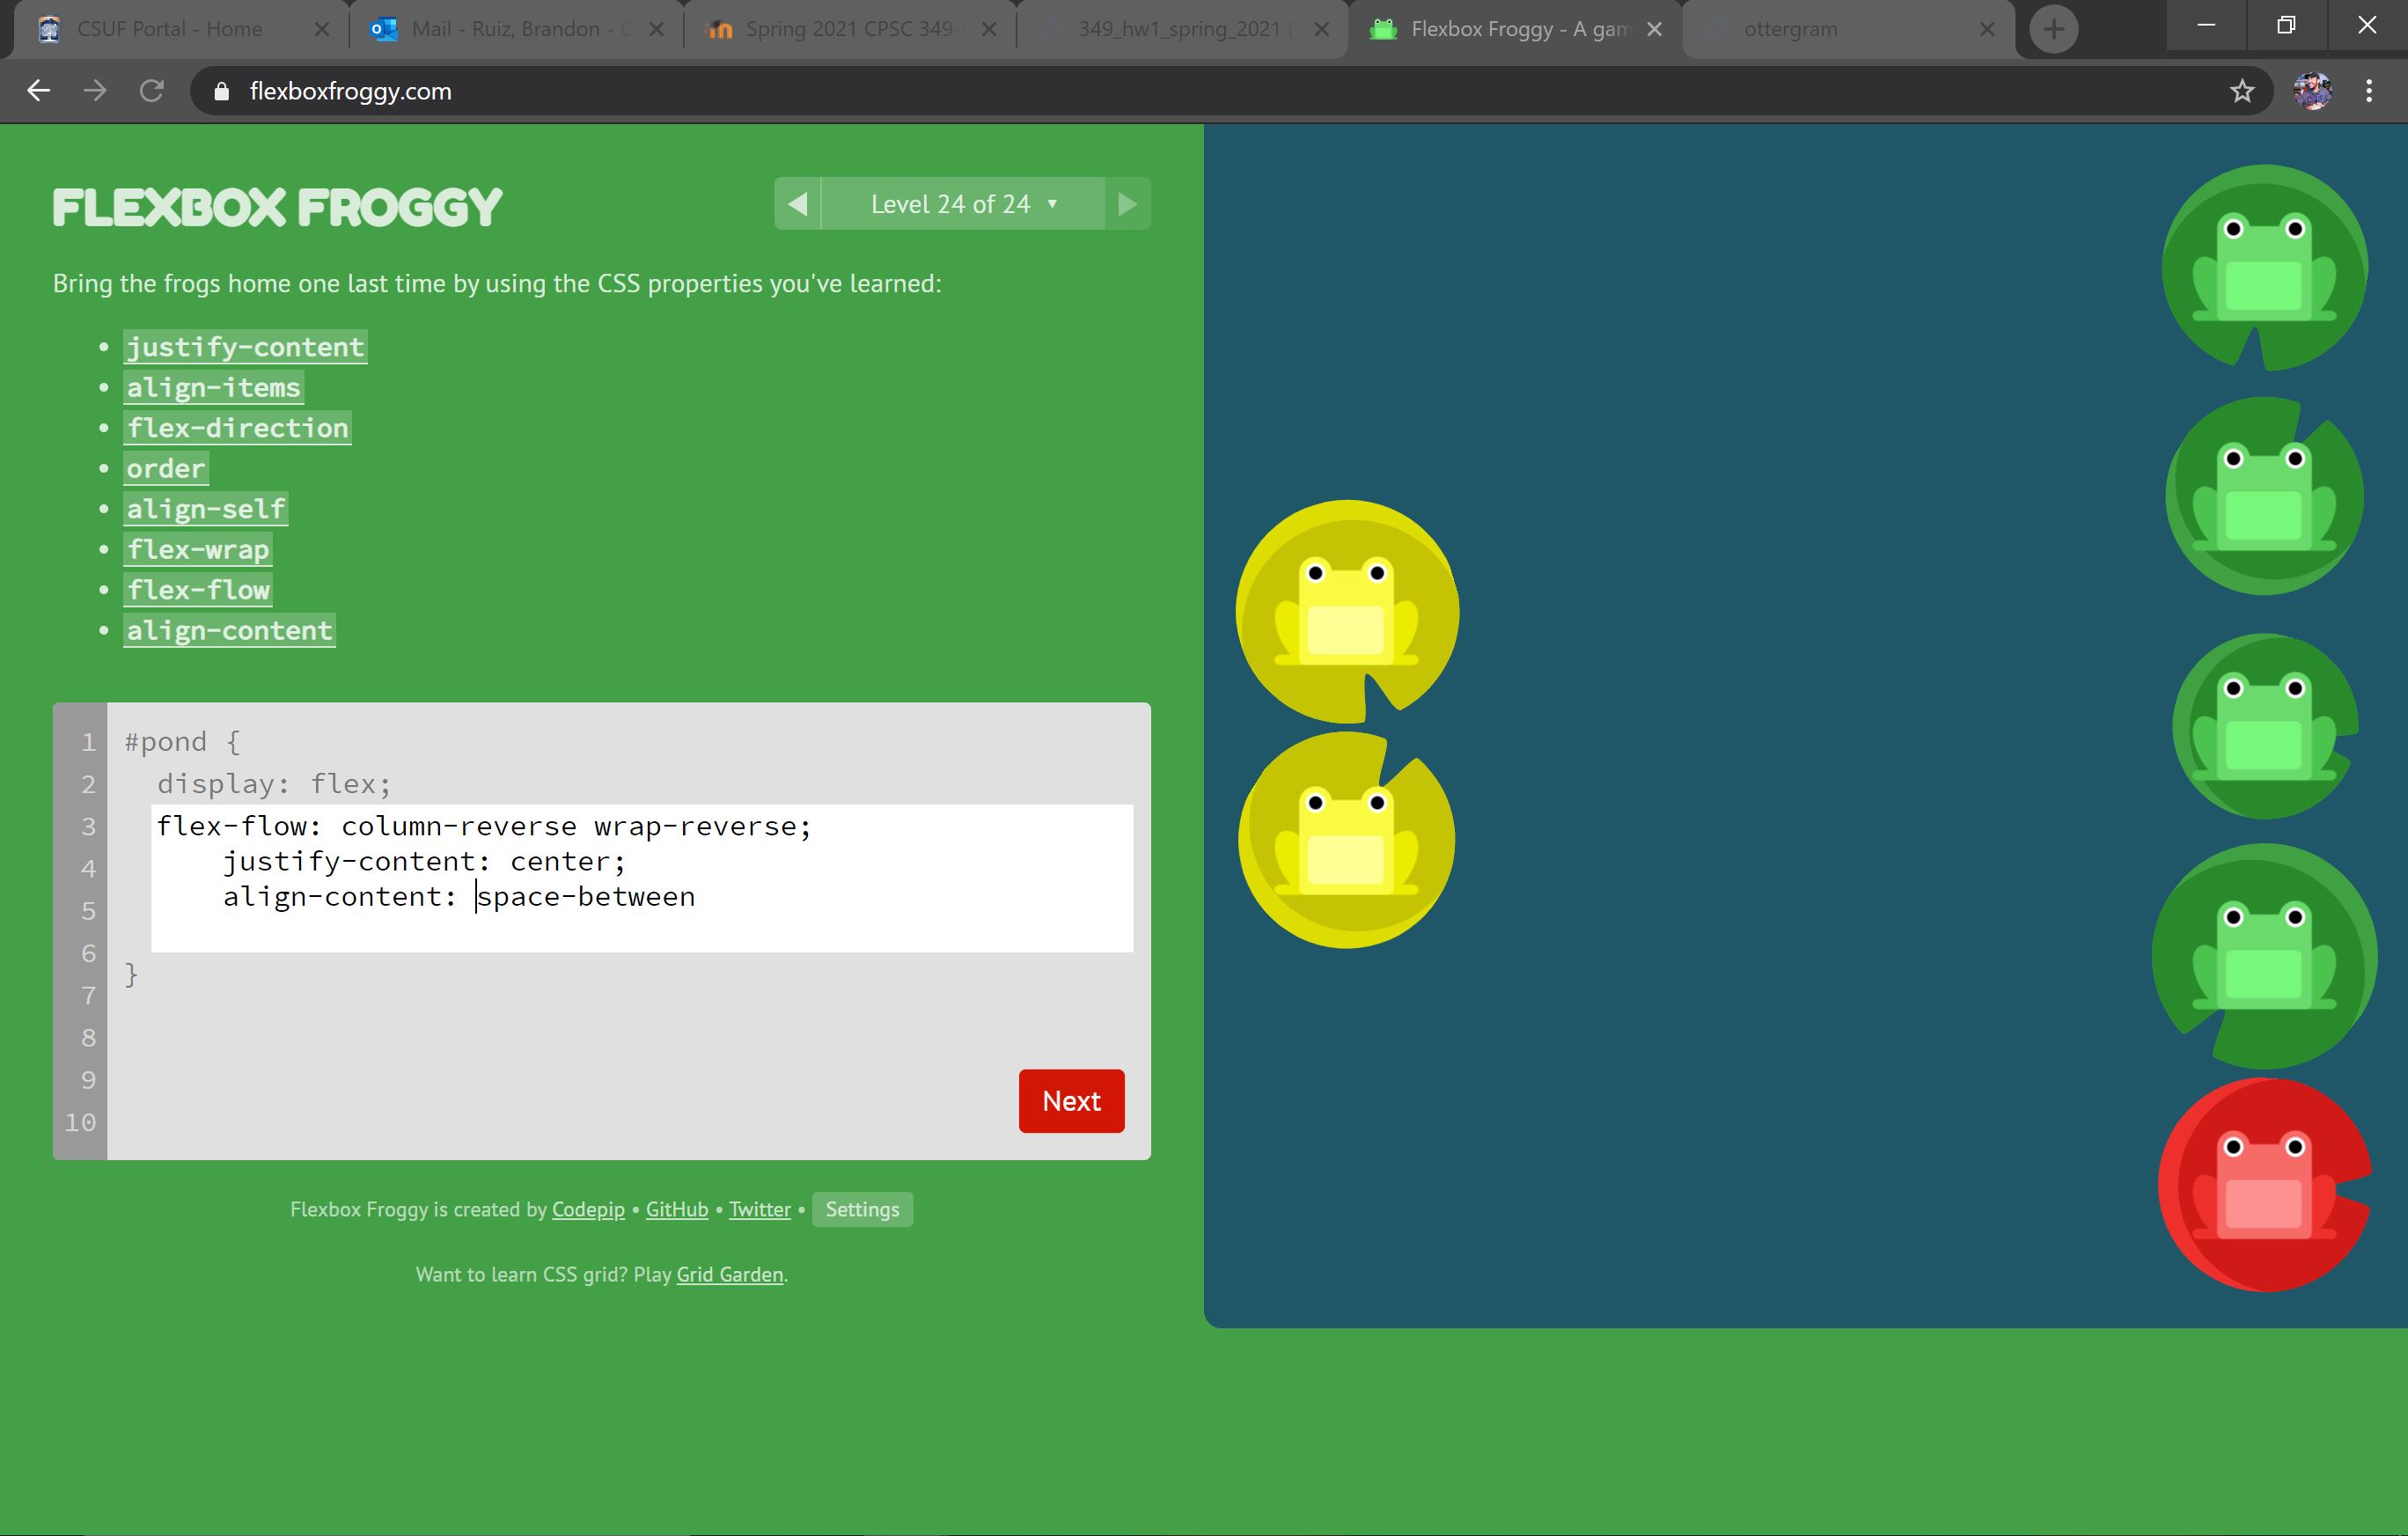 CSUF Portal - Home
Mail - Ruiz, Brandon -
Spring 2021 CPSC 349-
349_hw1_spring_2021
Flexbox Froggy - A gam
ottergram
flexboxfroggy.com
FLEXBOX FROGGY
Level 24 of 24
Bring the frogs home one last time by using the CSS properties you've learned:
justify-content
align-items
flex-direction
order
align-self
flex-wrap
flex-flow
align-content
1 #pond {
2 display: flex;
3 flex-flow: column-reverse wrap-reverse;
4 justify-content: center;
5 align-content: space-between
6 }
7
8
9
10
Next
Flexbox Froggy is created by Codepip • GitHub • Twitter • Settings
Want to learn CSS grid? Play Grid Garden.